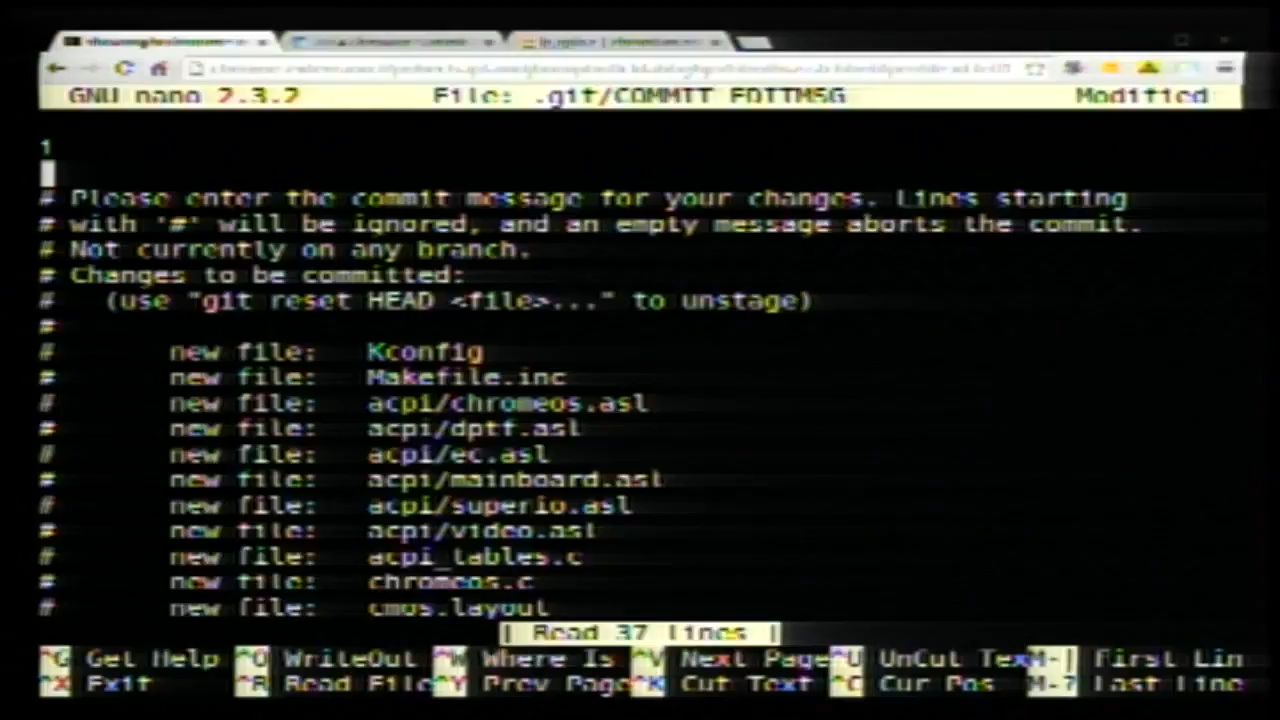 GNU nano 2.3.2 File: .git/COMMIT_EDITMSG Modified
1
# Please enter the commit message for your changes. Lines starting
# with '#' will be ignored, and an empty message aborts the commit.
# Not currently on any branch.
# Changes to be committed:
#   (use "git reset HEAD <file>..." to unstage)
#
#       new file:   Kconfig
#       new file:   Makefile.inc
#       new file:   acpi/chromeos.asl
#       new file:   acpi/dptf.asl
#       new file:   acpi/ec.asl
#       new file:   acpi/mainboard.asl
#       new file:   acpi/superio.asl
#       new file:   acpi/video.asl
#       new file:   acpi_tables.c
#       new file:   chromeos.c
#       new file:   cmos.layout
[ Read 37 lines ]
^G Get Help ^O WriteOut ^W Where Is ^V Next Page ^U UnCut Tex M-| First Lin
^X Exit ^R Read File ^Y Prev Page ^K Cut Text ^C Cur Pos M-? Last Line